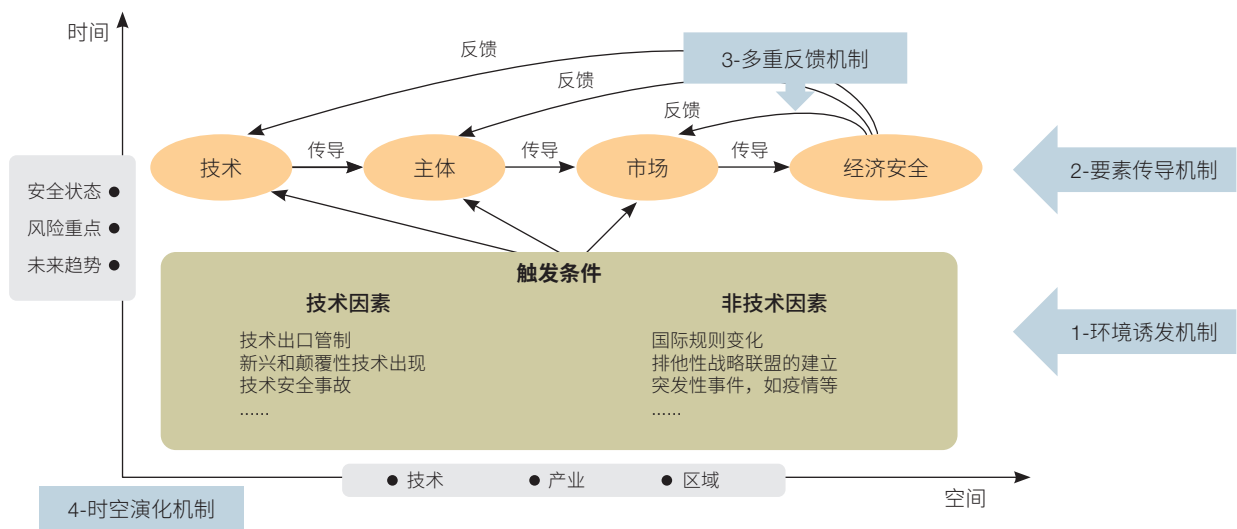 时间
反馈
3-多重反馈机制
反馈
反馈
技术
传导
主体
传导
市场
传导
经济安全
2-要素传导机制
安全状态
风险重点
未来趋势
触发条件
技术因素
技术出口管制
新兴和颠覆性技术出现
技术安全事故
......
非技术因素
国际规则变化
排他性战略联盟的建立
突发性事件，如疫情等
......
1-环境诱发机制
技术
产业
区域
空间
4-时空演化机制